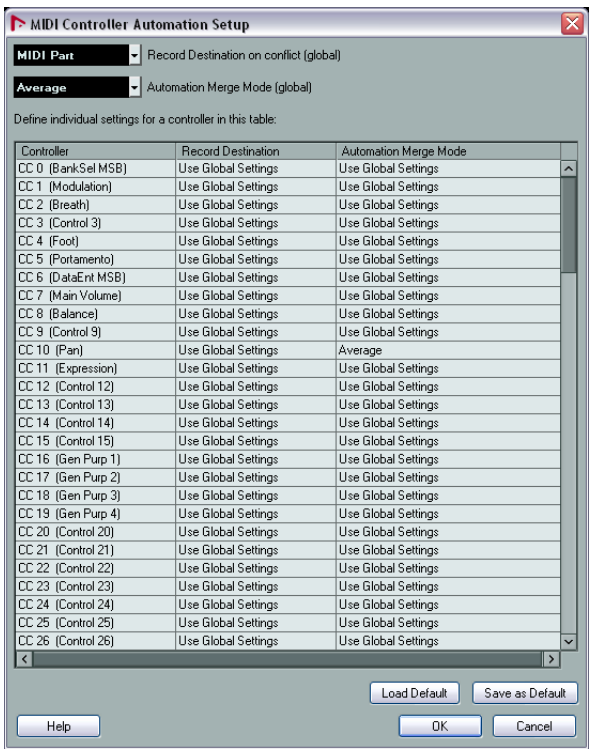 MIDI Controller Automation Setup
MIDI Part Record Destination on conflict (global)
Average Automation Merge Mode (global)
Define individual settings for a controller in this table:
Controller Record Destination Automation Merge Mode
CC 0 (BankSel MSB) Use Global Settings Use Global Settings
CC 1 (Modulation) Use Global Settings Use Global Settings
CC 2 (Breath) Use Global Settings Use Global Settings
CC 3 (Control 3) Use Global Settings Use Global Settings
CC 4 (Foot) Use Global Settings Use Global Settings
CC 5 (Portamento) Use Global Settings Use Global Settings
CC 6 (DataEnt MSB) Use Global Settings Use Global Settings
CC 7 (Main Volume) Use Global Settings Use Global Settings
CC 8 (Balance) Use Global Settings Use Global Settings
CC 9 (Control 9) Use Global Settings Use Global Settings
CC 10 (Pan) Use Global Settings Average
CC 11 (Expression) Use Global Settings Use Global Settings
CC 12 (Control 12) Use Global Settings Use Global Settings
CC 13 (Control 13) Use Global Settings Use Global Settings
CC 14 (Control 14) Use Global Settings Use Global Settings
CC 15 (Control 15) Use Global Settings Use Global Settings
CC 16 (Gen Purp 1) Use Global Settings Use Global Settings
CC 17 (Gen Purp 2) Use Global Settings Use Global Settings
CC 18 (Gen Purp 3) Use Global Settings Use Global Settings
CC 19 (Gen Purp 4) Use Global Settings Use Global Settings
CC 20 (Control 20) Use Global Settings Use Global Settings
CC 21 (Control 21) Use Global Settings Use Global Settings
CC 22 (Control 22) Use Global Settings Use Global Settings
CC 23 (Control 23) Use Global Settings Use Global Settings
CC 24 (Control 24) Use Global Settings Use Global Settings
CC 25 (Control 25) Use Global Settings Use Global Settings
CC 26 (Control 26) Use Global Settings Use Global Settings
Load Default Save as Default
Help OK Cancel